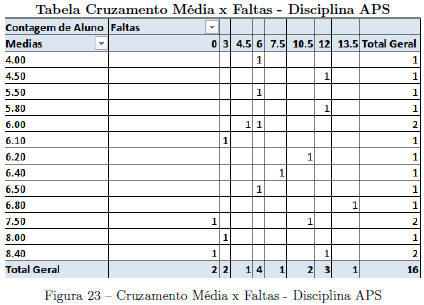 Tabela Cruzamento Média x Faltas - Disciplina APS
Contagem de Aluno Faltas
Medias 0 3 4.5 6 7.5 10.5 12 13.5 Total Geral
4.00 1 1
4.50 1 1
5.50 1 1
5.80 1 1
6.00 1 1 2
6.10 1 1
6.20 1 1
6.40 1 1
6.50 1 1
6.80 1 1
7.50 1 1 2
8.00 1 1
8.40 1 1 2
Total Geral 2 2 1 4 1 2 3 1 16
Figura 23 – Cruzamento Média x Faltas - Disciplina APS